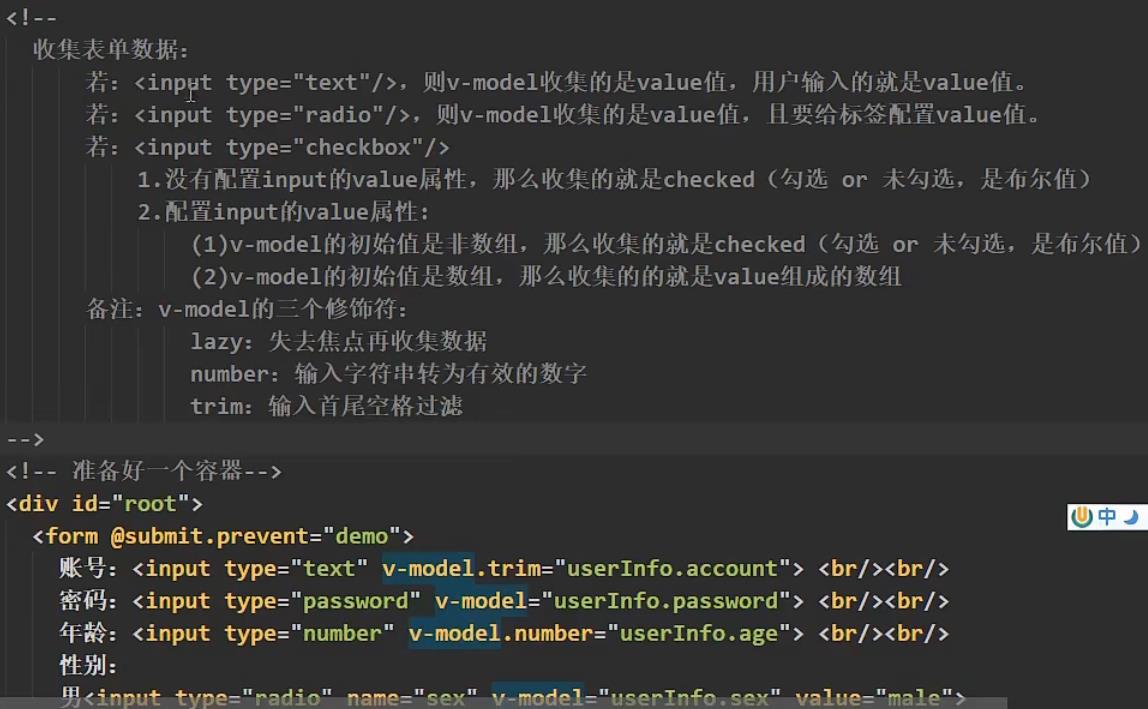 <!--
收集表单数据：
若：<input type="text"/>，则v-model收集的是value值，用户输入的就是value值。
若：<input type="radio"/>，则v-model收集的是value值，且要给标签配置value值。
若：<input type="checkbox"/>
1.没有配置input的value属性，那么收集的就是checked（勾选 or 未勾选，是布尔值）
2.配置input的value属性:
(1)v-model的初始值是非数组，那么收集的就是checked（勾选 or 未勾选，是布尔值）
(2)v-model的初始值是数组，那么收集的的就是value组成的数组
备注：v-model的三个修饰符：
lazy：失去焦点再收集数据
number：输入字符串转为有效的数字
trim：输入首尾空格过滤
-->
<!-- 准备好一个容器-->
<div id="root">
<form @submit.prevent="demo">
账号：<input type="text" v-model.trim="userInfo.account"> <br/><br/>
密码：<input type="password" v-model="userInfo.password"> <br/><br/>
年龄：<input type="number" v-model.number="userInfo.age"> <br/><br/>
性别：
男<input type="radio" name="sex" v-model="userInfo.sex" value="male">
中